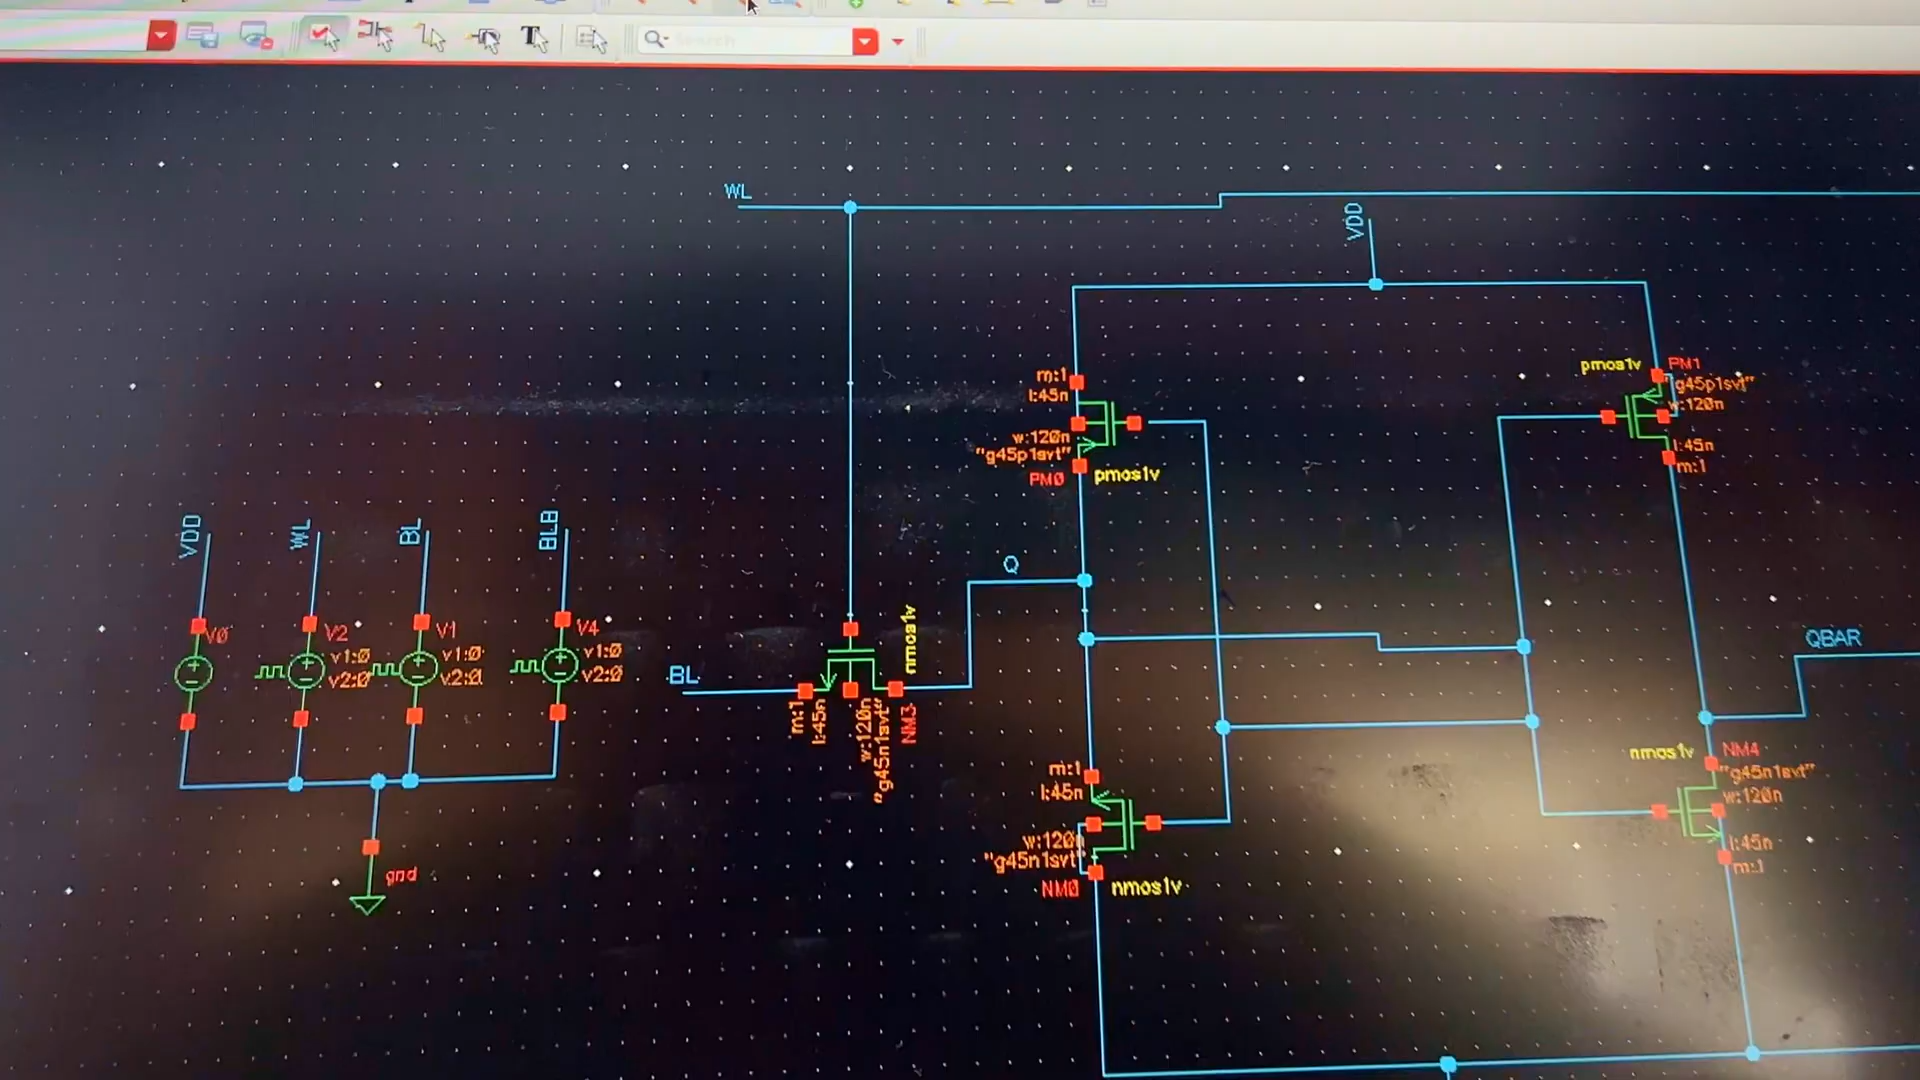 Search
WL
VDD
pmos1v PM1
"g45p1svt"
w:120n
l:45n
m:1
m:1
l:45n
w:120n
"g45p1svt"
PM0 pmos1v
VDD
WL
BL
BLB
Q
V0
V2
v1:0
v2:0
V1
v1:0
v2:0
V4
v1:0
v2:0
gnd
BL
nmos1v
m:1
l:45n
w:120n
"g45n1svt"
NM3
QBAR
m:1
l:45n
w:120n
"g45n1svt"
NM0 nmos1v
nmos1v NM4
"g45n1svt"
w:120n
l:45n
m:1